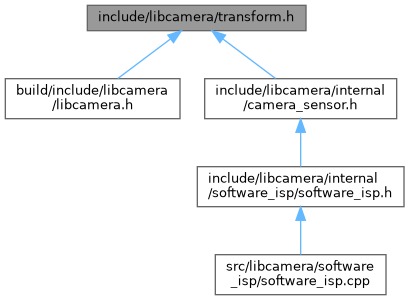 include/libcamera/transform.h
build/include/libcamera
/libcamera.h
include/libcamera/internal
/camera_sensor.h
include/libcamera/internal
/software_isp/software_isp.h
src/libcamera/software
_isp/software_isp.cpp